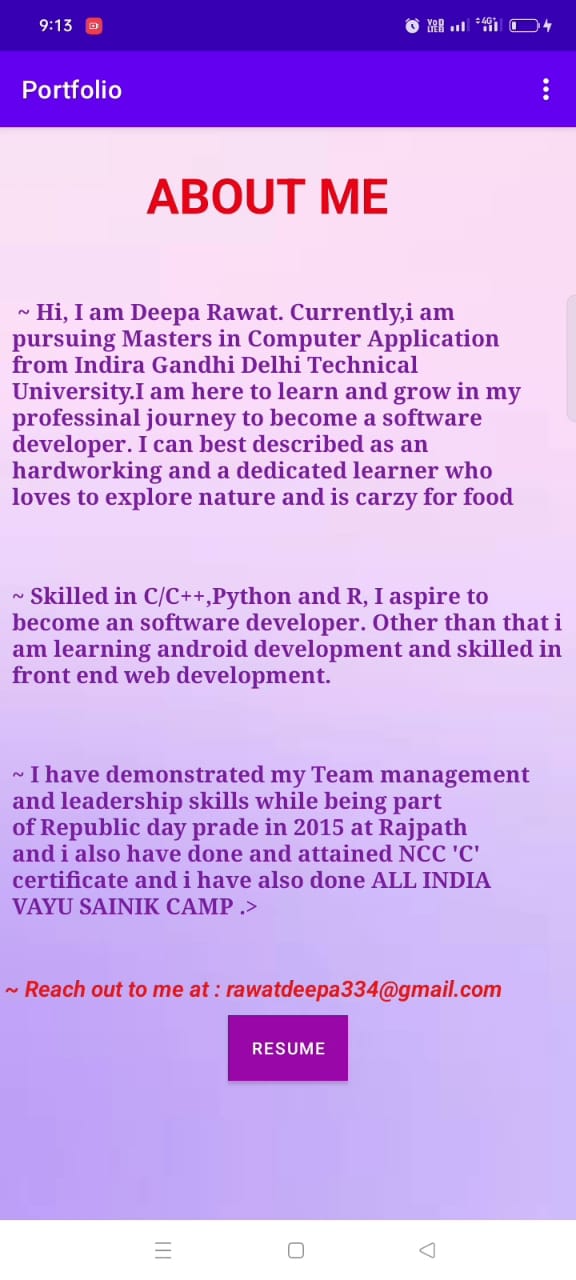 9:13
VoD LTE 4G
Portfolio
ABOUT ME
~ Hi, I am Deepa Rawat. Currently,i am
pursuing Masters in Computer Application
from Indira Gandhi Delhi Technical
University.I am here to learn and grow in my
professinal journey to become a software
developer. I can best described as an
hardworking and a dedicated learner who
loves to explore nature and is carzy for food
~ Skilled in C/C++,Python and R, I aspire to
become an software developer. Other than that i
am learning android development and skilled in
front end web development.
~ I have demonstrated my Team management
and leadership skills while being part
of Republic day prade in 2015 at Rajpath
and i also have done and attained NCC 'C'
certificate and i have also done ALL INDIA
VAYU SAINIK CAMP .>
~ Reach out to me at : rawatdeepa334@gmail.com
RESUME